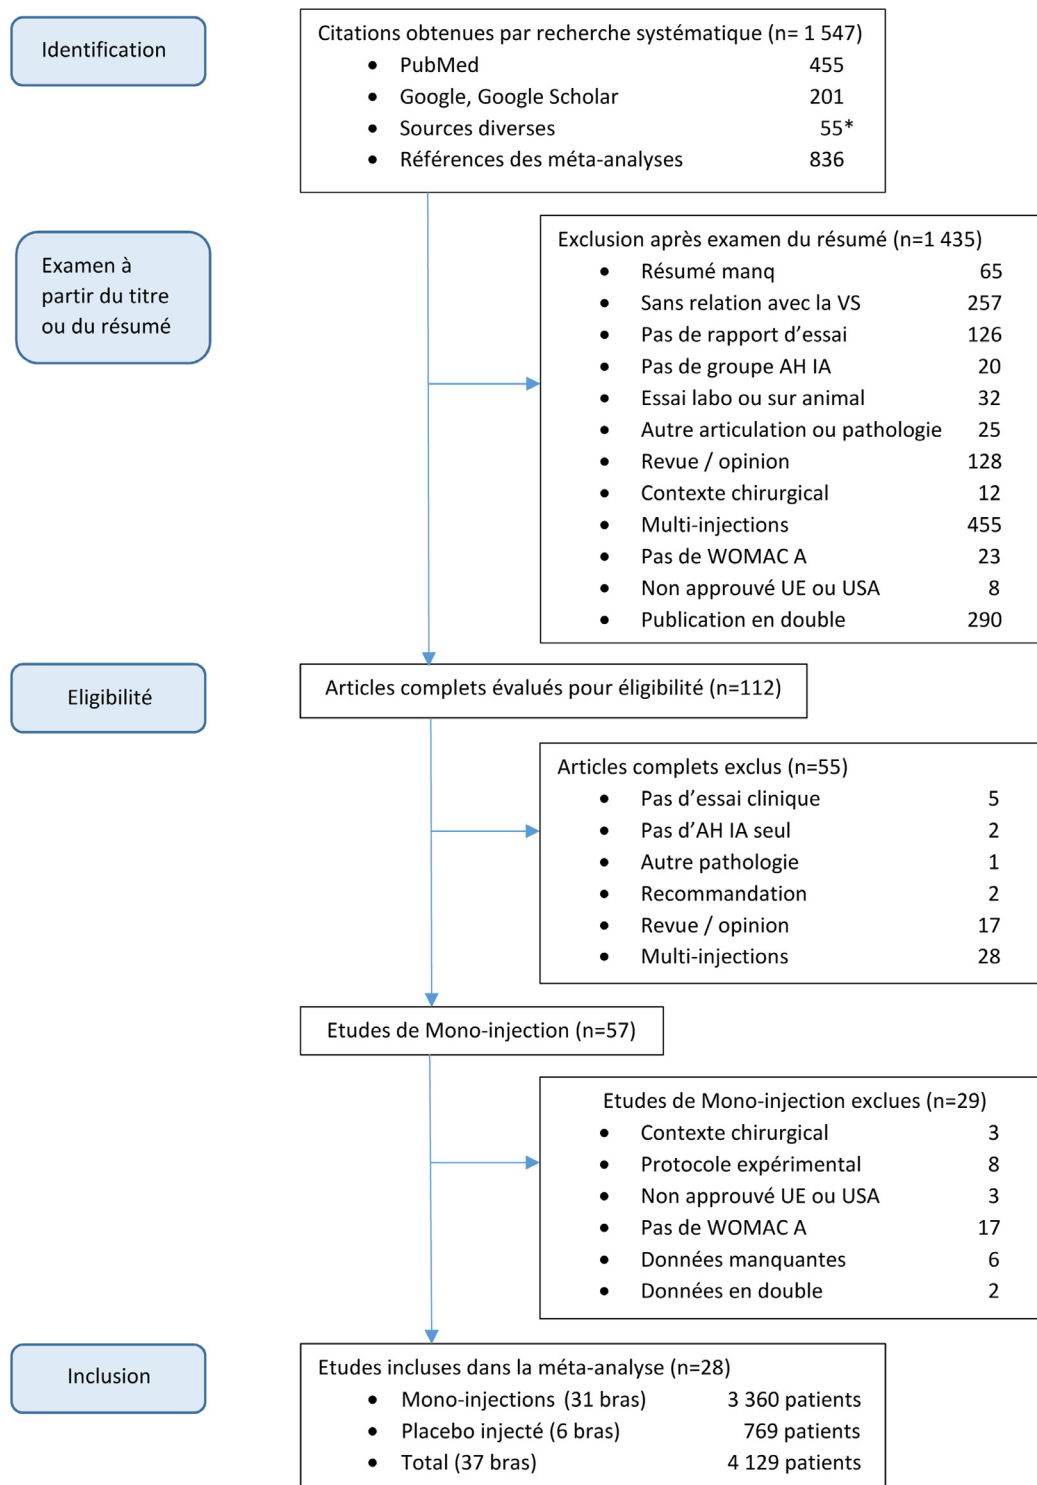 Identification
Citations obtenues par recherche systématique (n= 1 547)
• PubMed 455
• Google, Google Scholar 201
• Sources diverses 55*
• Références des méta-analyses 836
Examen à
partir du titre
ou du résumé
Exclusion après examen du résumé (n=1 435)
• Résumé manq 65
• Sans relation avec la VS 257
• Pas de rapport d’essai 126
• Pas de groupe AH IA 20
• Essai labo ou sur animal 32
• Autre articulation ou pathologie 25
• Revue / opinion 128
• Contexte chirurgical 12
• Multi-injections 455
• Pas de WOMAC A 23
• Non approuvé UE ou USA 8
• Publication en double 290
Eligibilité
Articles complets évalués pour éligibilité (n=112)
Articles complets exclus (n=55)
• Pas d’essai clinique 5
• Pas d’AH IA seul 2
• Autre pathologie 1
• Recommandation 2
• Revue / opinion 17
• Multi-injections 28
Etudes de Mono-injection (n=57)
Etudes de Mono-injection exclues (n=29)
• Contexte chirurgical 3
• Protocole expérimental 8
• Non approuvé UE ou USA 3
• Pas de WOMAC A 17
• Données manquantes 6
• Données en double 2
Inclusion
Etudes incluses dans la méta-analyse (n=28)
• Mono-injections (31 bras) 3 360 patients
• Placebo injecté (6 bras) 769 patients
• Total (37 bras) 4 129 patients